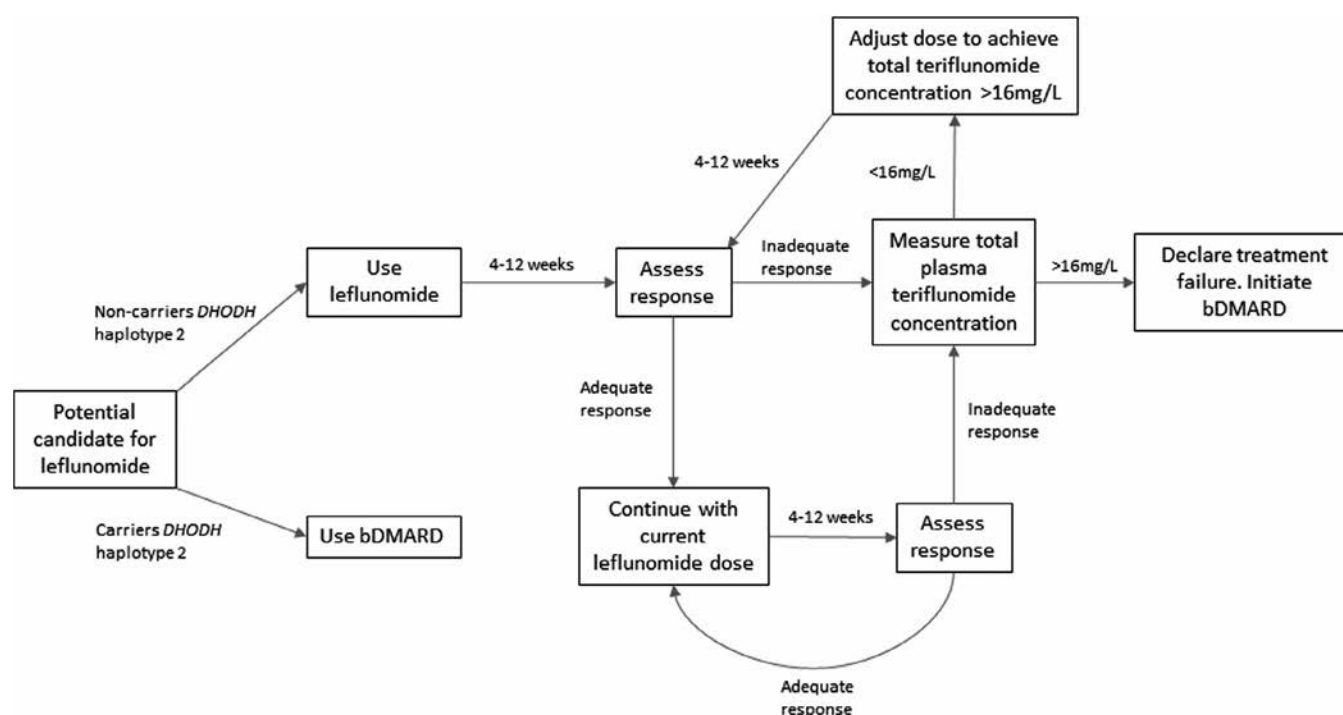 Adjust dose to achieve
total teriflunomide
concentration >16mg/L
4-12 weeks
<16mg/L
Use
leflunomide
4-12 weeks
Assess
response
Inadequate
response
Measure total
plasma
teriflunomide
concentration
>16mg/L
Declare treatment
failure. Initiate
bDMARD
Non-carriers DHODH
haplotype 2
Potential
candidate for
leflunomide
Adequate
response
Inadequate
response
Carriers DHODH
haplotype 2
Use bDMARD
Continue with
current
leflunomide dose
4-12 weeks
Assess
response
Adequate
response